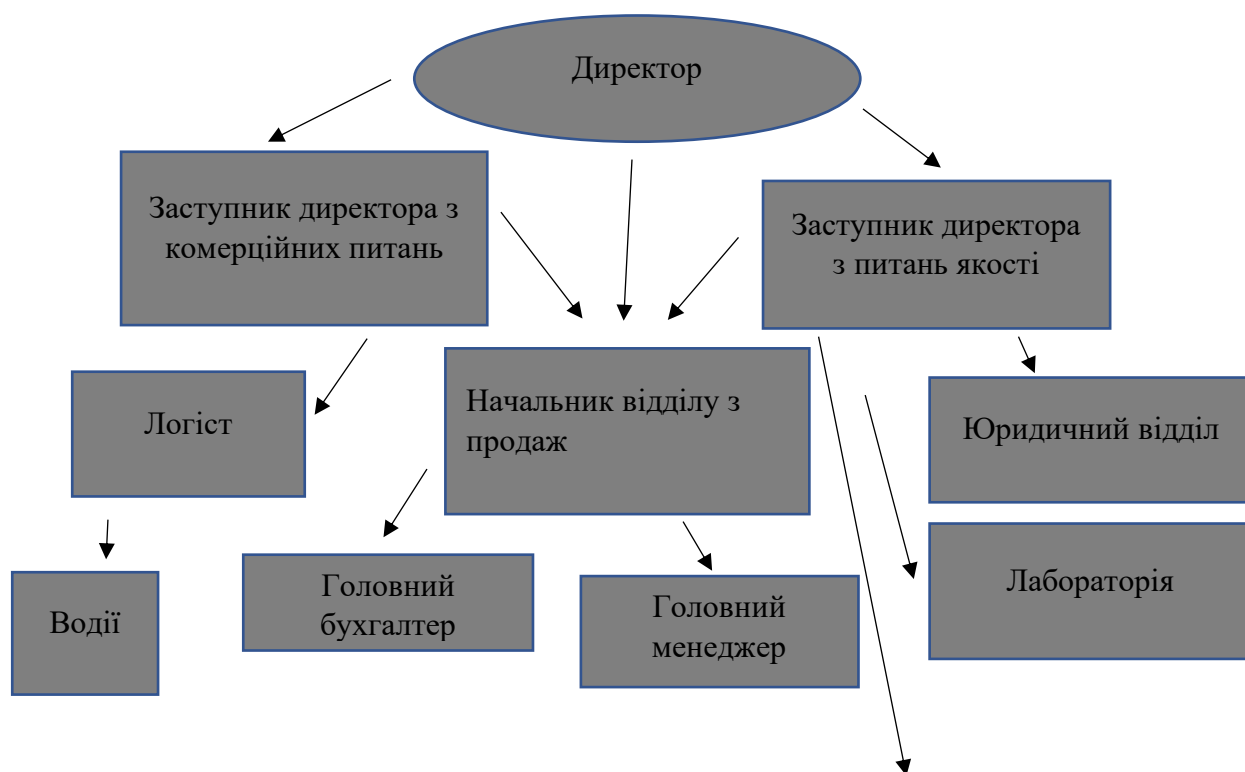 Директор
Заступник директора з
комерційних питань
Заступник директора
з питань якості
Логіст
Начальник відділу з
продаж
Юридичний відділ
Водії
Головний
бухгалтер
Головний
менеджер
Лабораторія